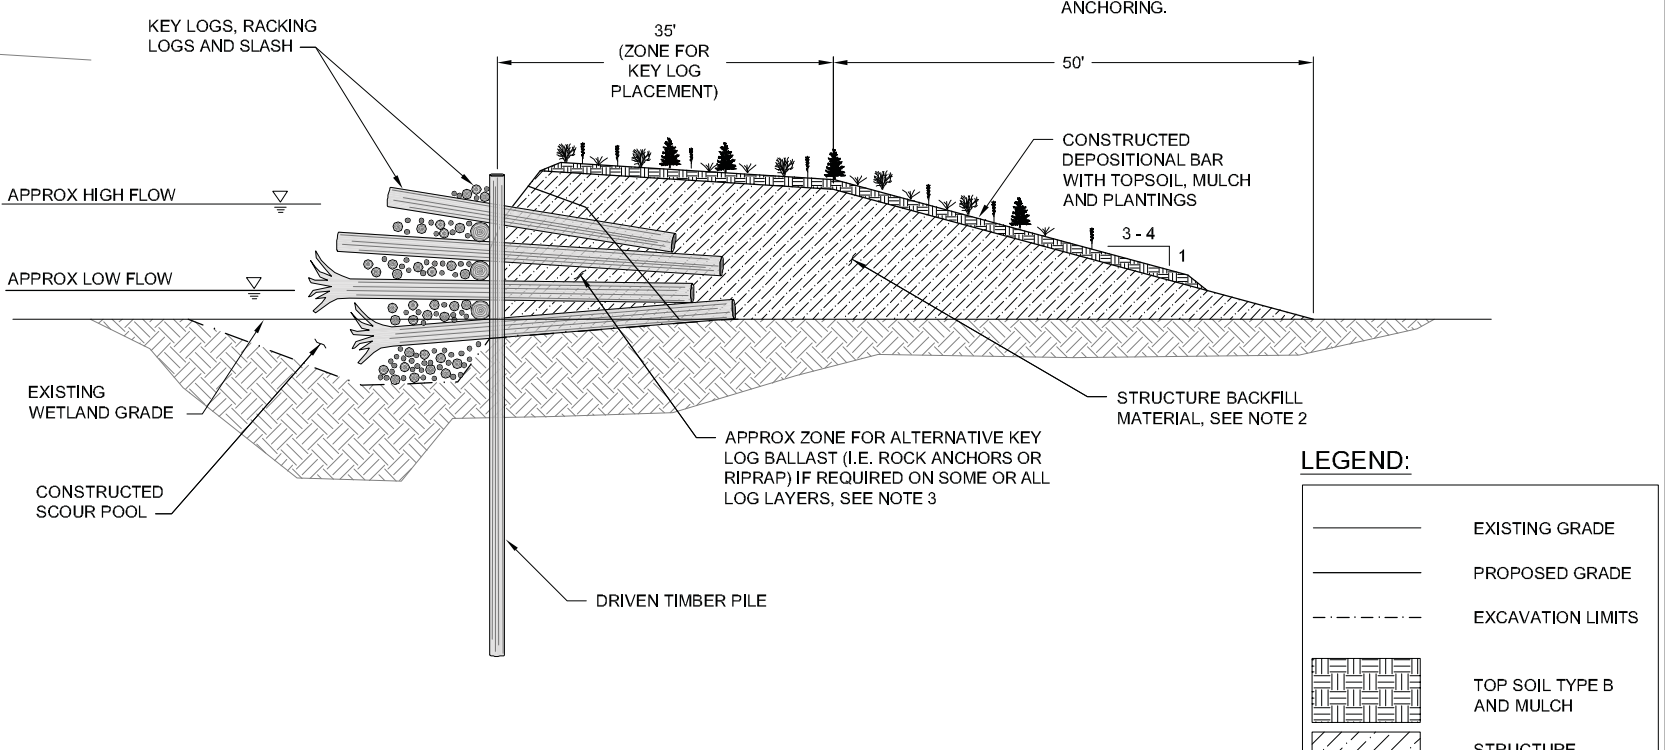 ANCHORING.
KEY LOGS, RACKING
LOGS AND SLASH
35'
(ZONE FOR
KEY LOG
PLACEMENT)
50'
CONSTRUCTED
DEPOSITIONAL BAR
WITH TOPSOIL, MULCH
AND PLANTINGS
APPROX HIGH FLOW
3 - 4
1
APPROX LOW FLOW
EXISTING
WETLAND GRADE
STRUCTURE BACKFILL
MATERIAL, SEE NOTE 2
APPROX ZONE FOR ALTERNATIVE KEY
LOG BALLAST (I.E. ROCK ANCHORS OR
RIPRAP) IF REQUIRED ON SOME OR ALL
LOG LAYERS, SEE NOTE 3
CONSTRUCTED
SCOUR POOL
DRIVEN TIMBER PILE
LEGEND:
EXISTING GRADE
PROPOSED GRADE
EXCAVATION LIMITS
TOP SOIL TYPE B
AND MULCH
STRUCTURE